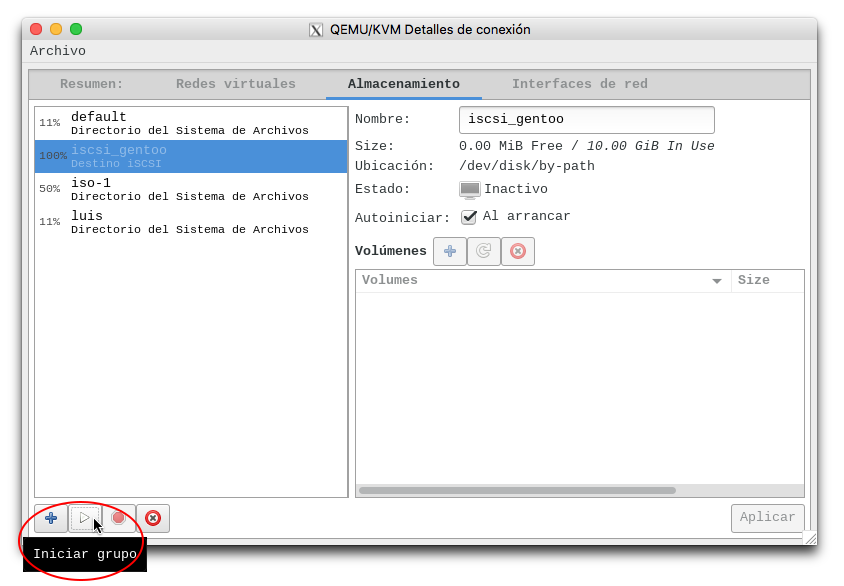 QEMU/KVM Detalles de conexión
Archivo
Resumen: Redes virtuales Almacenamiento Interfaces de red
11% default
Directorio del Sistema de Archivos
100% iscsi_gentoo
Destino iSCSI
50% iso-1
Directorio del Sistema de Archivos
11% luis
Directorio del Sistema de Archivos
Nombre: iscsi_gentoo
Size: 0.00 MiB Free / 10.00 GiB In Use
Ubicación: /dev/disk/by-path
Estado: Inactivo
Autoiniciar: Al arrancar
Volúmenes
Volumes Size
Aplicar
Iniciar grupo